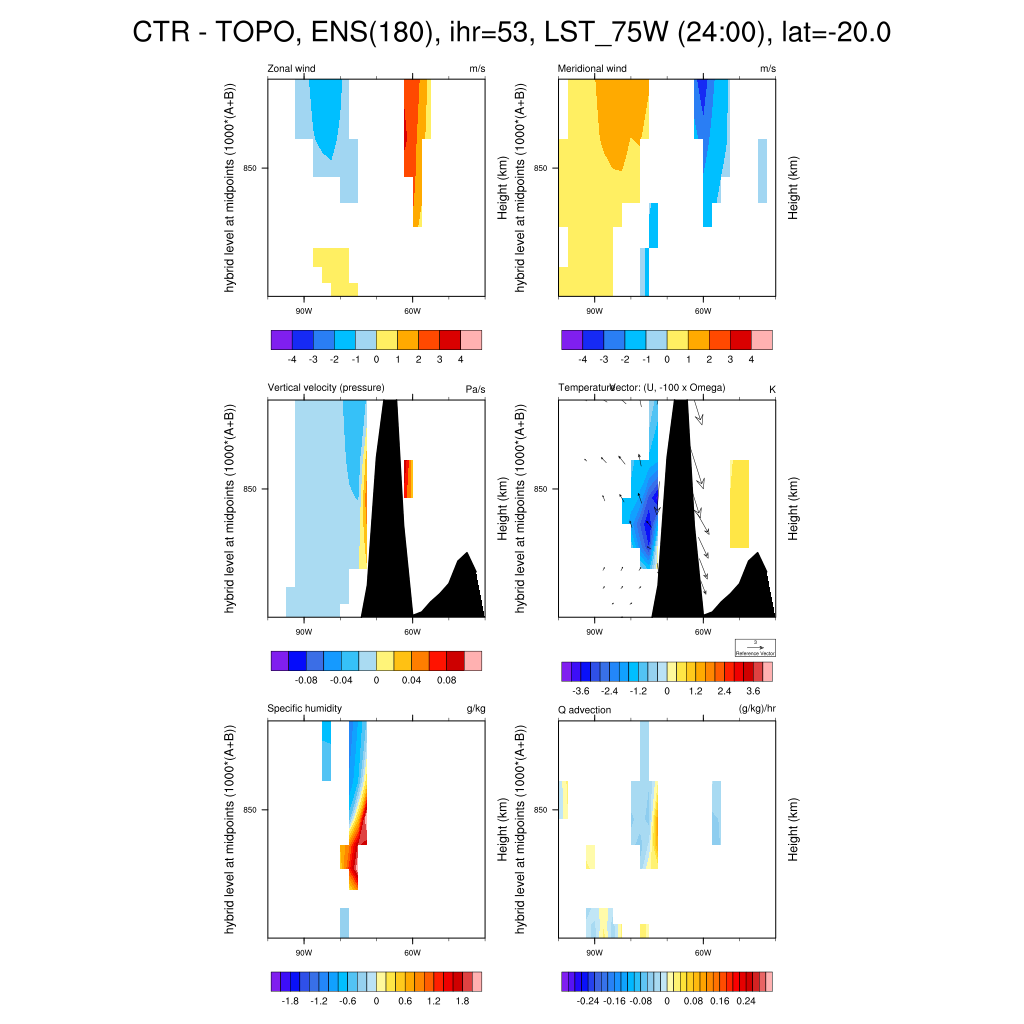 CTR - TOPO, ENS(180), ihr=53, LST_75W (24:00), lat=-20.0
Zonal wind m/s
hybrid level at midpoints (1000*(A+B))
850
Height (km)
90W 60W
-4 -3 -2 -1 0 1 2 3 4
Meridional wind m/s
hybrid level at midpoints (1000*(A+B))
850
Height (km)
90W 60W
-4 -3 -2 -1 0 1 2 3 4
Vertical velocity (pressure) Pa/s
hybrid level at midpoints (1000*(A+B))
850
Height (km)
90W 60W
-0.08 -0.04 0 0.04 0.08
Temperature Vector: (U, -100 x Omega) K
hybrid level at midpoints (1000*(A+B))
850
Height (km)
90W 60W
3
Reference Vector
-3.6 -2.4 -1.2 0 1.2 2.4 3.6
Specific humidity g/kg
hybrid level at midpoints (1000*(A+B))
850
Height (km)
90W 60W
-1.8 -1.2 -0.6 0 0.6 1.2 1.8
Q advection (g/kg)/hr
hybrid level at midpoints (1000*(A+B))
850
Height (km)
90W 60W
-0.24 -0.16 -0.08 0 0.08 0.16 0.24